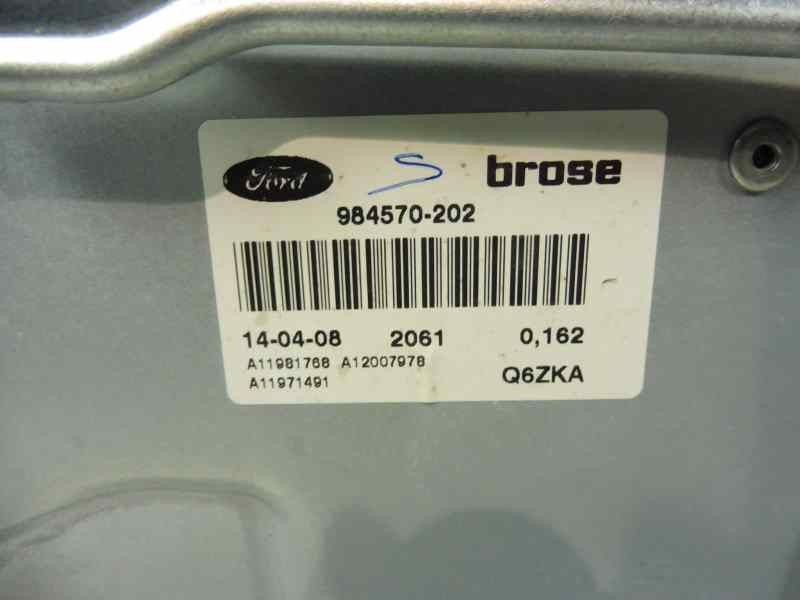 Ford S brose
984570-202
14-04-08 2061 0,162
A11981768 A12007978
A11971491 Q6ZKA